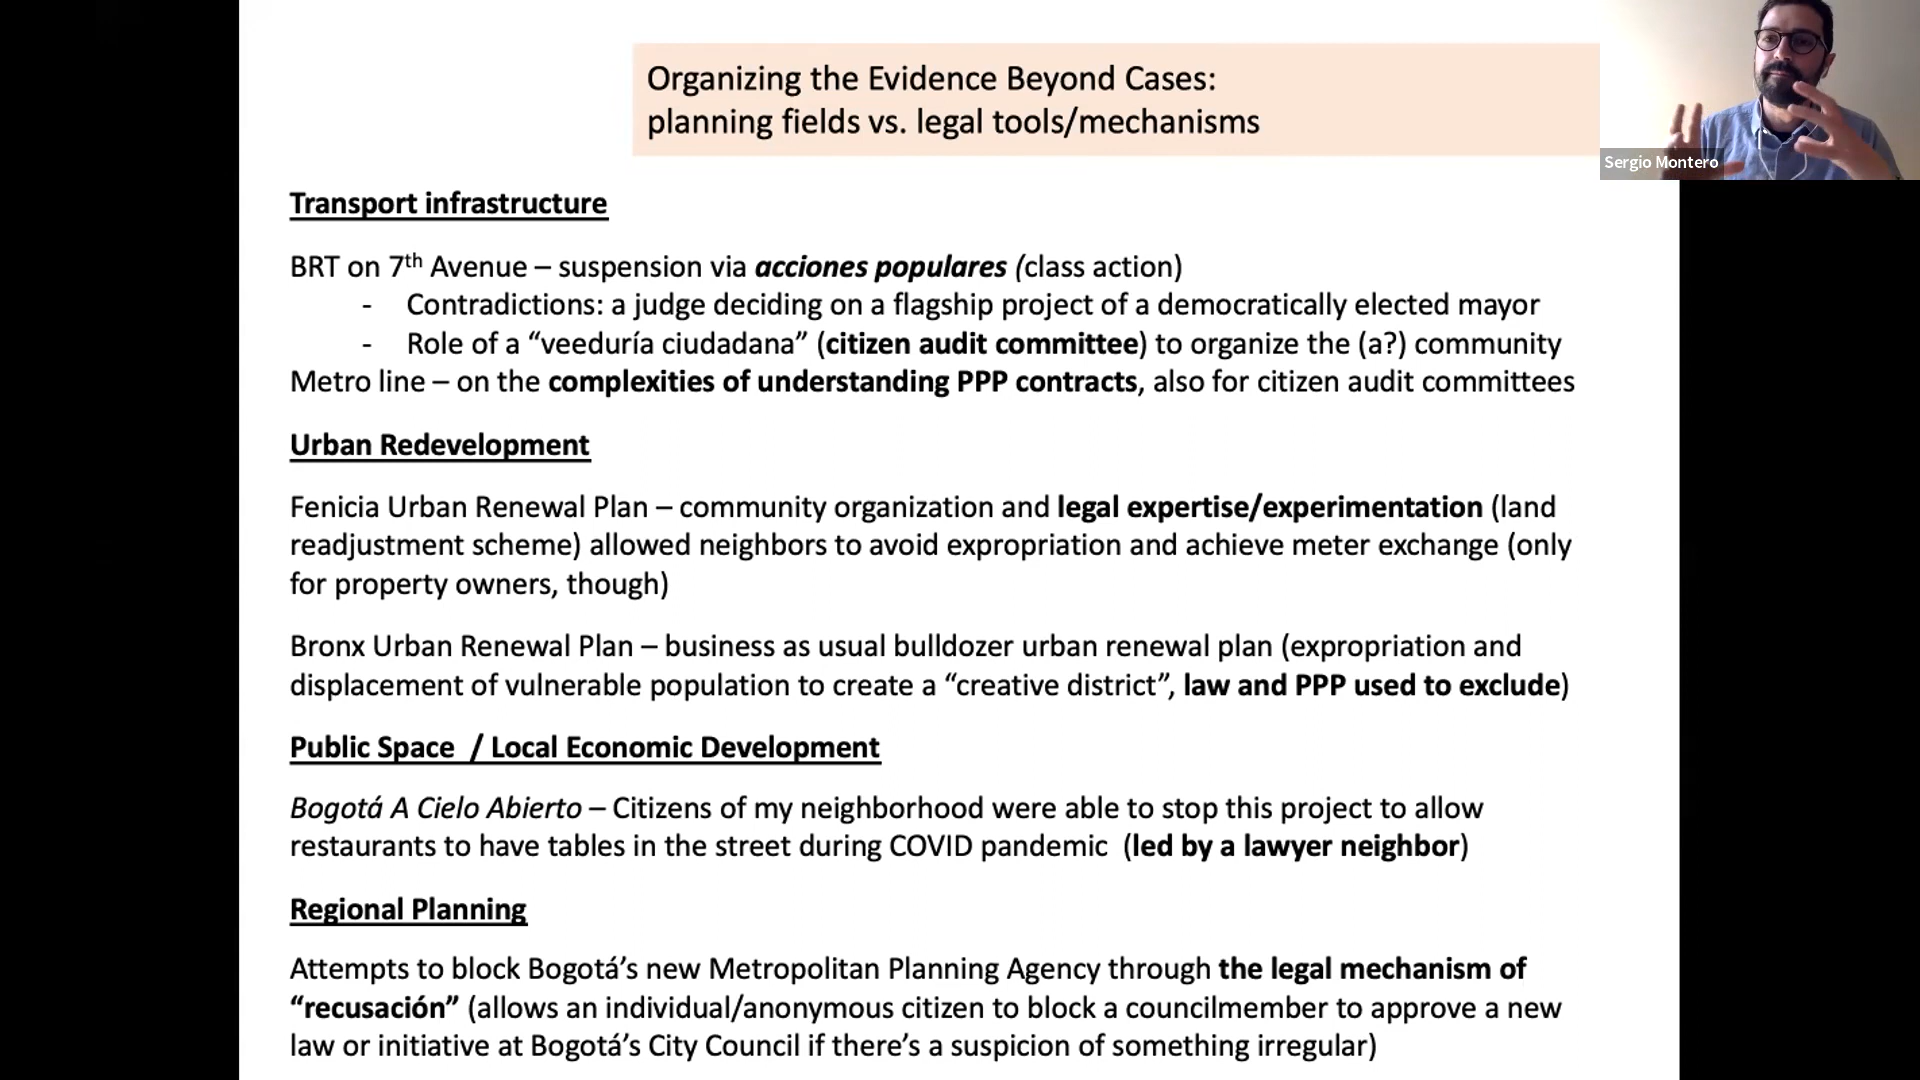 Organizing the Evidence Beyond Cases:
planning fields vs. legal tools/mechanisms
Sergio Montero
Transport infrastructure
BRT on 7th Avenue – suspension via acciones populares (class action)
- Contradictions: a judge deciding on a flagship project of a democratically elected mayor
- Role of a “veeduría ciudadana” (citizen audit committee) to organize the (a?) community
Metro line – on the complexities of understanding PPP contracts, also for citizen audit committees
Urban Redevelopment
Fenicia Urban Renewal Plan – community organization and legal expertise/experimentation (land
readjustment scheme) allowed neighbors to avoid expropriation and achieve meter exchange (only
for property owners, though)
Bronx Urban Renewal Plan – business as usual bulldozer urban renewal plan (expropriation and
displacement of vulnerable population to create a “creative district”, law and PPP used to exclude)
Public Space / Local Economic Development
Bogotá A Cielo Abierto – Citizens of my neighborhood were able to stop this project to allow
restaurants to have tables in the street during COVID pandemic (led by a lawyer neighbor)
Regional Planning
Attempts to block Bogotá’s new Metropolitan Planning Agency through the legal mechanism of
“recusación” (allows an individual/anonymous citizen to block a councilmember to approve a new
law or initiative at Bogotá’s City Council if there’s a suspicion of something irregular)